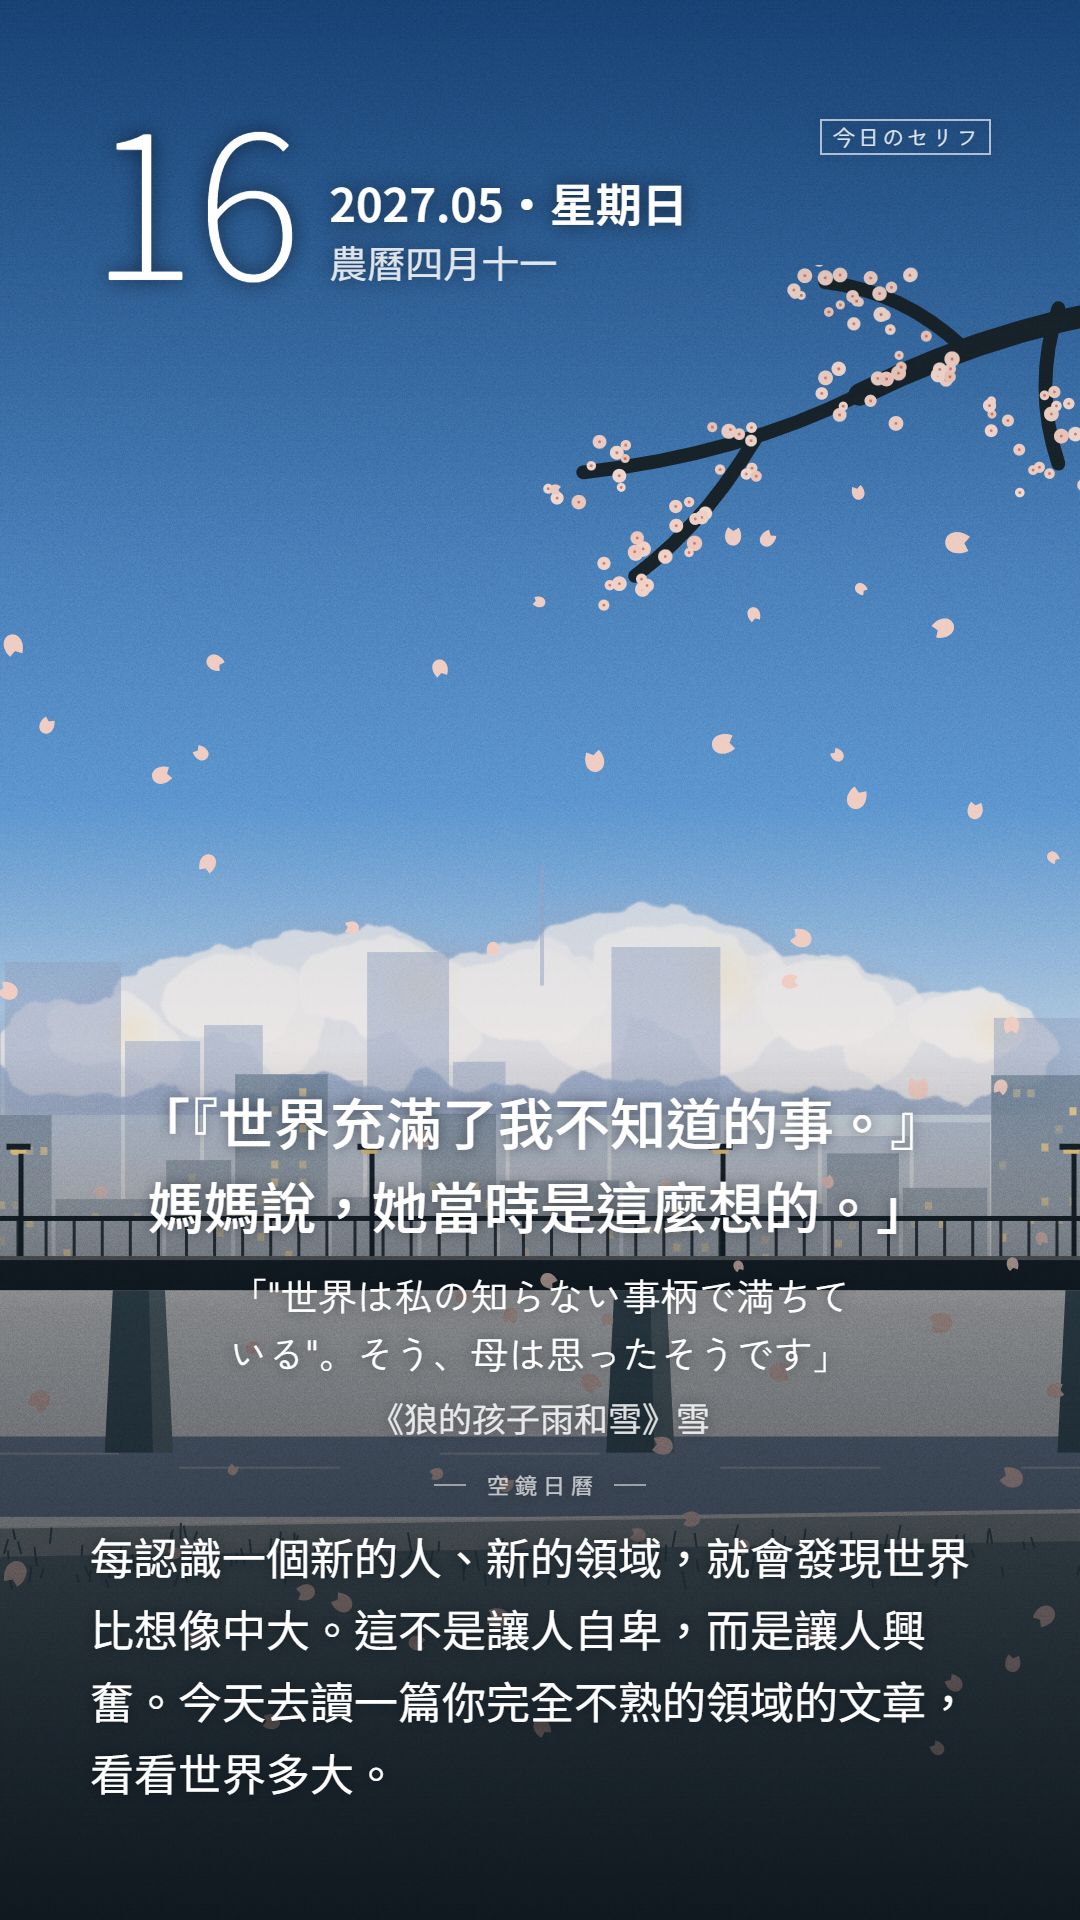 16
2027.05・星期日
農曆四月十一
今日のセリフ
「『世界充滿了我不知道的事。』
媽媽說，她當時是這麼想的。」
「"世界は私の知らない事柄で満ちて
いる"。そう、母は思ったそうです」
《狼的孩子雨和雪》雪
空鏡日曆
每認識一個新的人、新的領域，就會發現世界
比想像中大。這不是讓人自卑，而是讓人興
奮。今天去讀一篇你完全不熟的領域的文章，
看看世界多大。